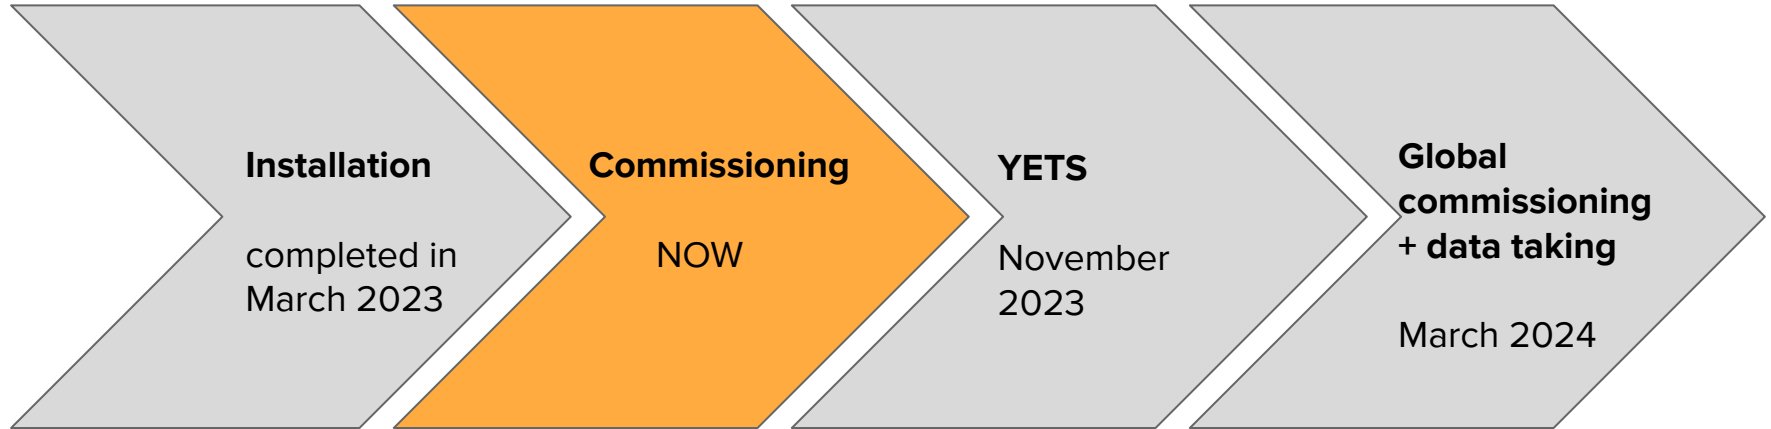 Installation
completed in
March 2023
Commissioning
NOW
YETS
November
2023
Global
commissioning
+ data taking
March 2024